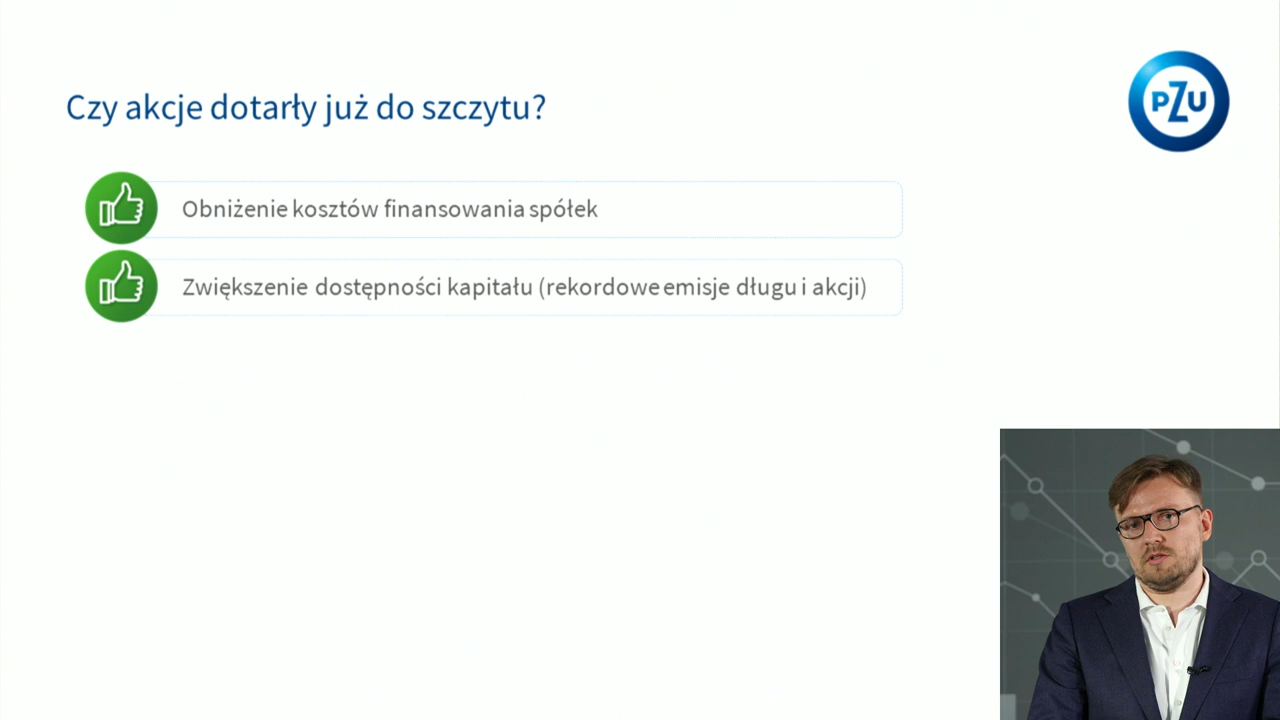 Czy akcje dotarły już do szczytu?
PZU
Obniżenie kosztów finansowania spółek
Zwiększenie dostępności kapitału (rekordowe emisje długu i akcji)